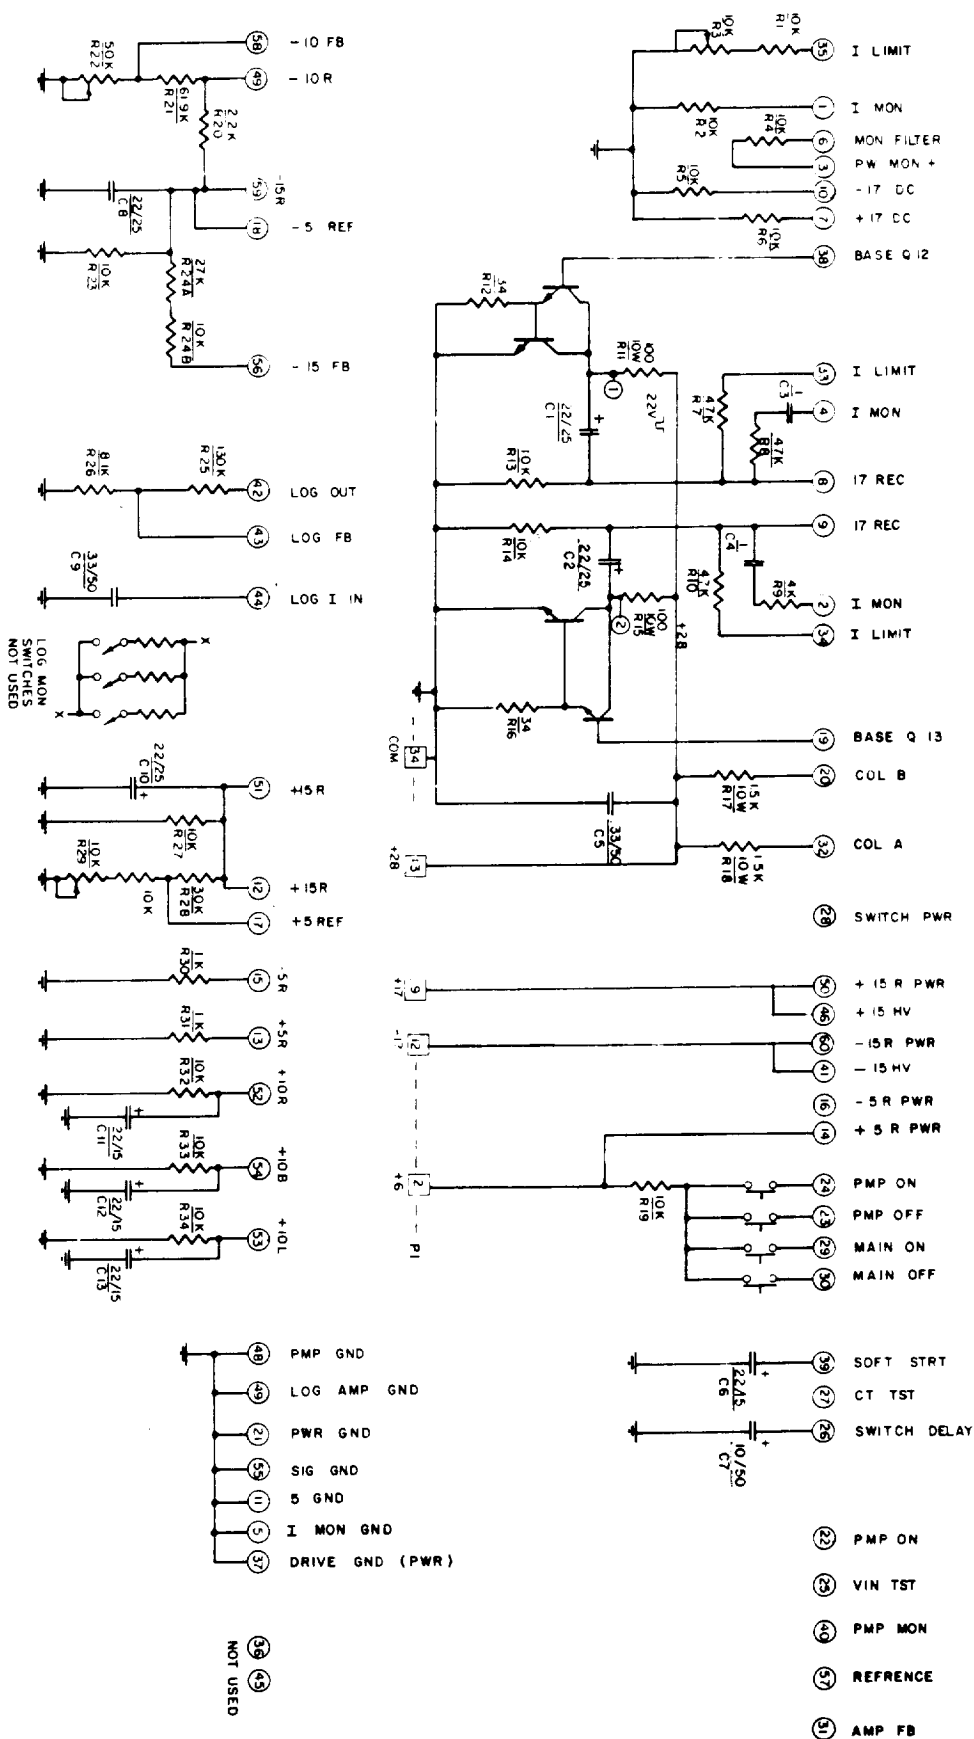 58 -10 FB
50K
R22
49 -10R
61.9K
R21
2.2K
R20
59 -15R
22/25
C8
18 -5 REF
10K
R23
27K
R24A
10K
R24B
56 -15 FB
8.1K
R26
130K
R25
42 LOG OUT
43 LOG FB
33/50
C9
44 LOG I IN
X
X
LOG MON
SWITCHES
NOT USED
22/25
C10
+
51 +15R
10K
R27
10K
R29
10K
30K
R28
12 +15R
17 +5REF
1K
R30
15 -5R
1K
R31
13 +5R
10K
R32
52 +10R
+
22/15
C11
10K
R33
54 +10B
+
22/15
C12
10K
R34
53 +10L
+
22/15
C13
48 PMP GND
49 LOG AMP GND
21 PWR GND
55 SIG GND
11 5 GND
5 I MON GND
37 DRIVE GND (PWR)
36 45
NOT USED
10K
R3
10K
R1
35 I LIMIT
10K
R2
1 I MON
10K
R4
6 MON FILTER
3 PW MON +
10K
R5
10 -17 DC
10K
R6
7 +17 DC
38 BASE Q12
34
R12
100
10W
R11
1
22V
+
22/25
C1
33 I LIMIT
47K
R7
1
C3
4 I MON
47K
R8
10K
R13
8 17 REC
9 17 REC
10K
R14
22/25
C2
+
1
C4
47K
R10
4K
R9
2 I MON
34 I LIMIT
100
10W
R15
2
+28
34
R16
19 BASE Q 13
34
COM
20 COL B
1.5K
10W
R17
.33/50
C5
13
+28
32 COL A
1.5K
10W
R18
28 SWITCH PWR
9
+17
50 + 15 R PWR
46 + 15 HV
12
-17
60 -15R PWR
41 - 15HV
16 -5R PWR
14 + 5R PWR
2
+6
P1
10K
R19
24 PMP ON
23 PMP OFF
29 MAIN ON
30 MAIN OFF
+
22/15
C6
39 SOFT STRT
27 CT TST
+
10/50
C7
26 SWITCH DELAY
22 PMP ON
25 VIN TST
40 PMP MON
57 REFRENCE
31 AMP FB